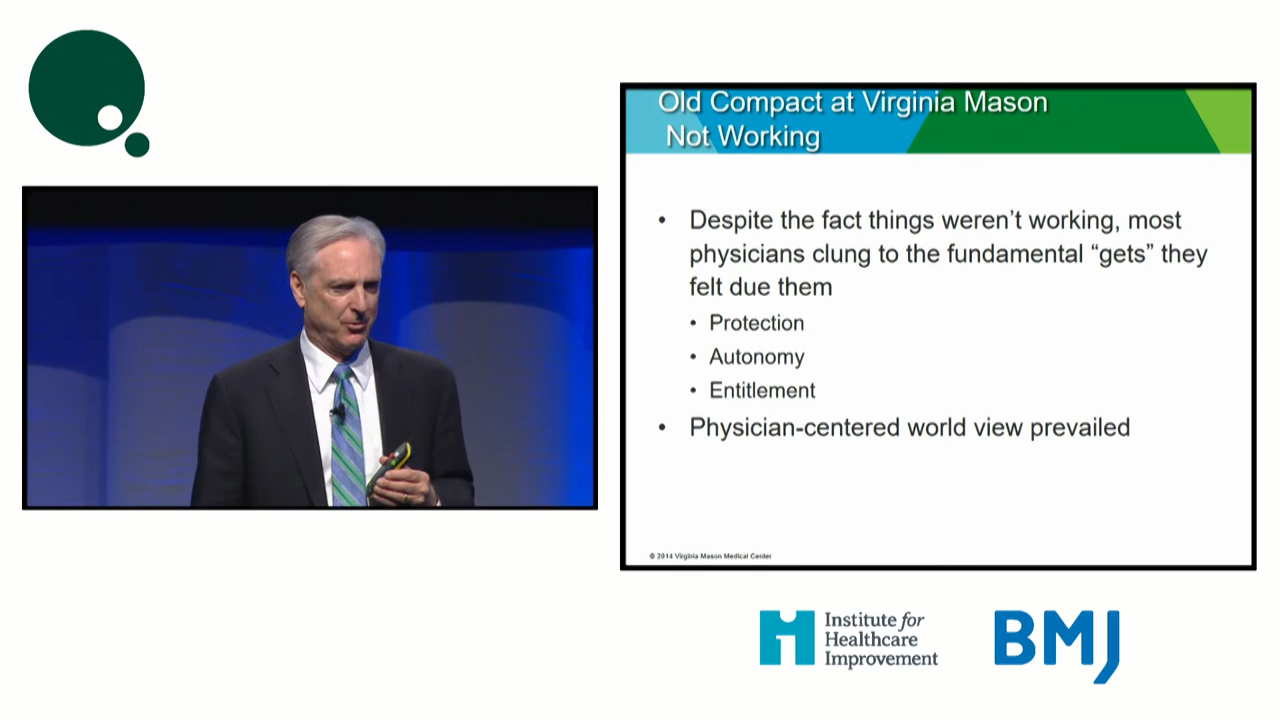 Old Compact at Virginia Mason
Not Working
• Despite the fact things weren’t working, most
physicians clung to the fundamental “gets” they
felt due them
• Protection
• Autonomy
• Entitlement
• Physician-centered world view prevailed
© 2014 Virginia Mason Medical Center
Institute for
Healthcare
Improvement
BMJ